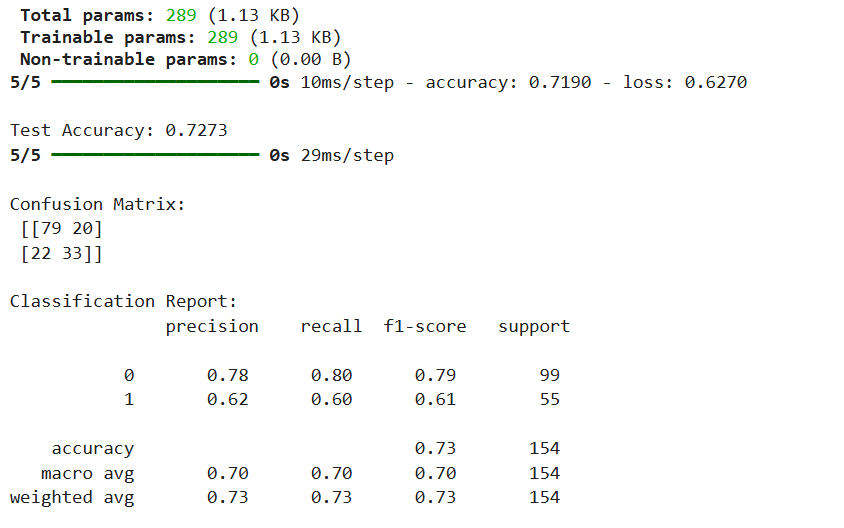 Total params: 289 (1.13 KB)
Trainable params: 289 (1.13 KB)
Non-trainable params: 0 (0.00 B)
5/5 ━━━━━━━━━━━━━━━━━━━━ 0s 10ms/step - accuracy: 0.7190 - loss: 0.6270
Test Accuracy: 0.7273
5/5 ━━━━━━━━━━━━━━━━━━━━ 0s 29ms/step
Confusion Matrix:
[[79 20]
[22 33]]
Classification Report:
precision recall f1-score support
0 0.78 0.80 0.79 99
1 0.62 0.60 0.61 55
accuracy 0.73 154
macro avg 0.70 0.70 0.70 154
weighted avg 0.73 0.73 0.73 154